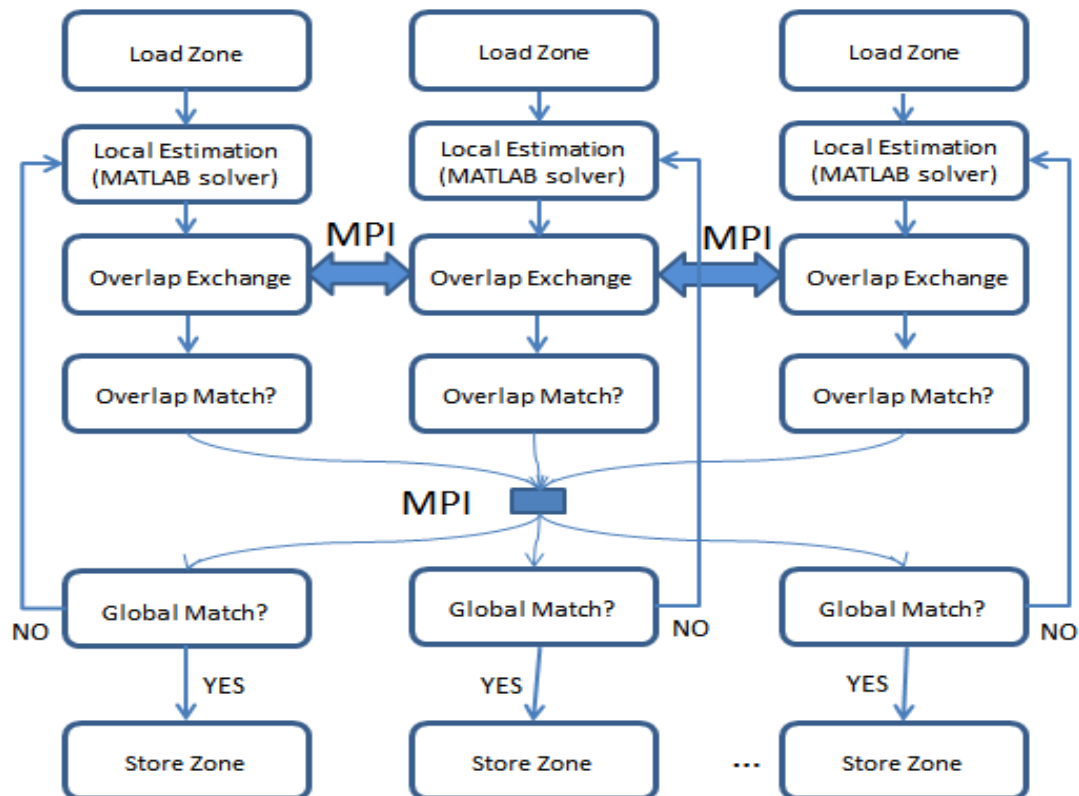 Load Zone
Load Zone
Load Zone
Local Estimation
(MATLAB solver)
Local Estimation
(MATLAB solver)
Local Estimation
(MATLAB solver)
MPI
MPI
Overlap Exchange
Overlap Exchange
Overlap Exchange
Overlap Match?
Overlap Match?
Overlap Match?
MPI
Global Match?
Global Match?
Global Match?
NO
NO
NO
YES
YES
YES
Store Zone
Store Zone
...
Store Zone